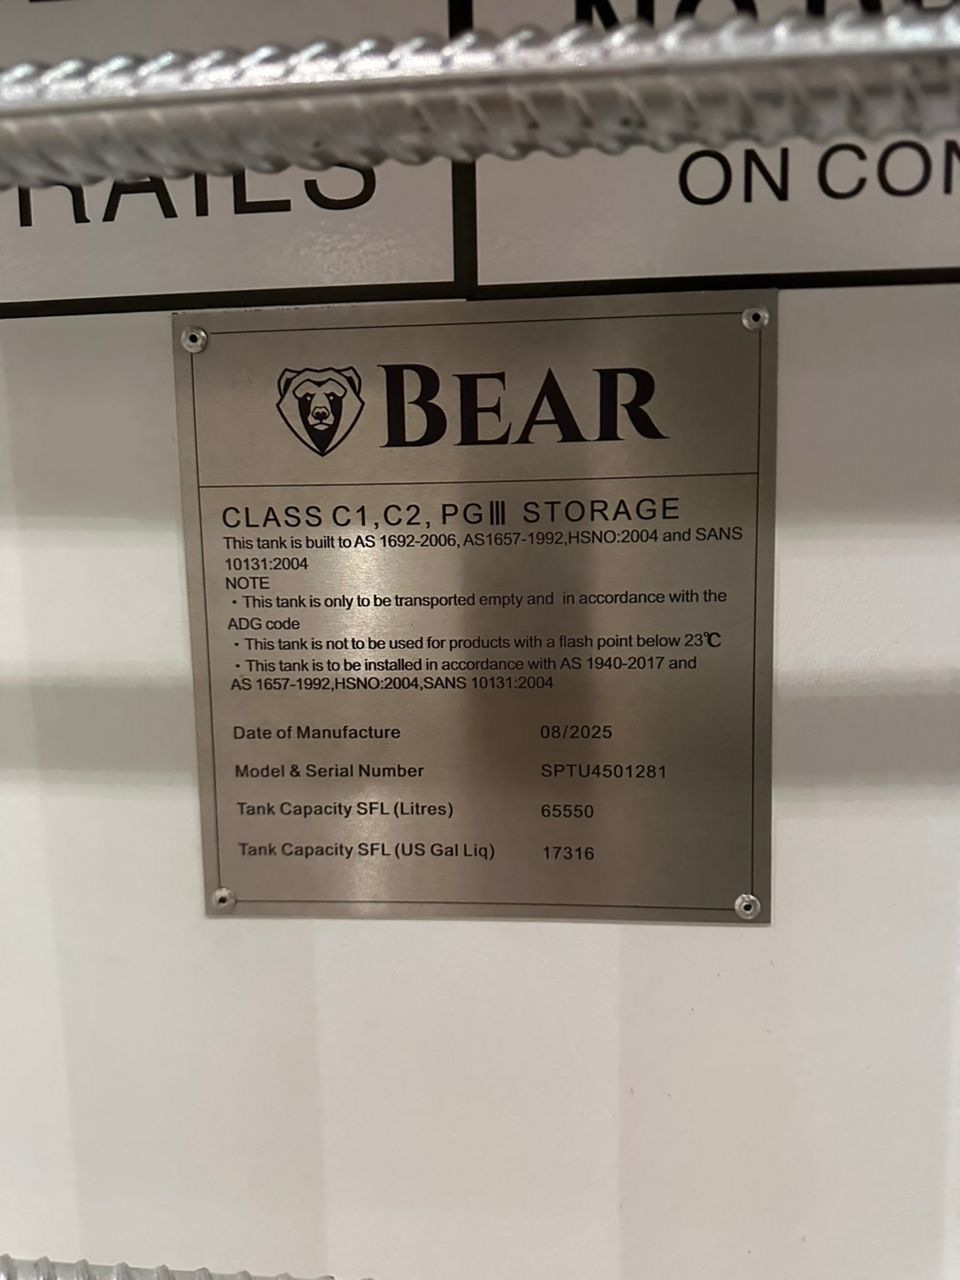 RAILS
ON CON
BEAR
CLASS C1,C2, PGⅢ STORAGE
This tank is built to AS 1692-2006, AS1657-1992,HSNO:2004 and SANS
10131:2004
NOTE
· This tank is only to be transported empty and in accordance with the
ADG code
· This tank is not to be used for products with a flash point below 23℃
· This tank is to be installed in accordance with AS 1940-2017 and
AS 1657-1992,HSNO:2004,SANS 10131:2004
Date of Manufacture 08/2025
Model & Serial Number SPTU4501281
Tank Capacity SFL (Litres) 65550
Tank Capacity SFL (US Gal Liq) 17316